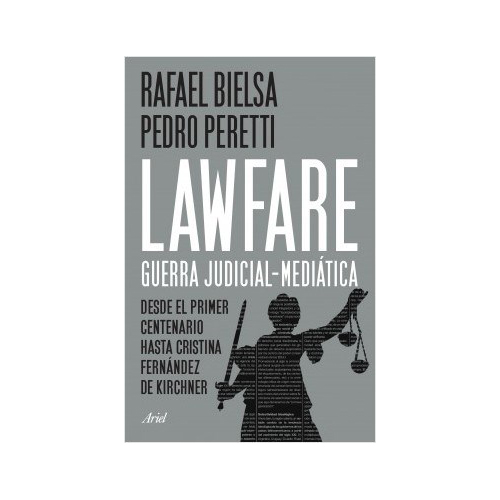 RAFAEL BIELSA
PEDRO PERETTI
LAWFARE
GUERRA JUDICIAL-MEDIÁTICA
DESDE EL PRIMER
CENTENARIO
HASTA CRISTINA
FERNÁNDEZ
DE KIRCHNER
Ariel